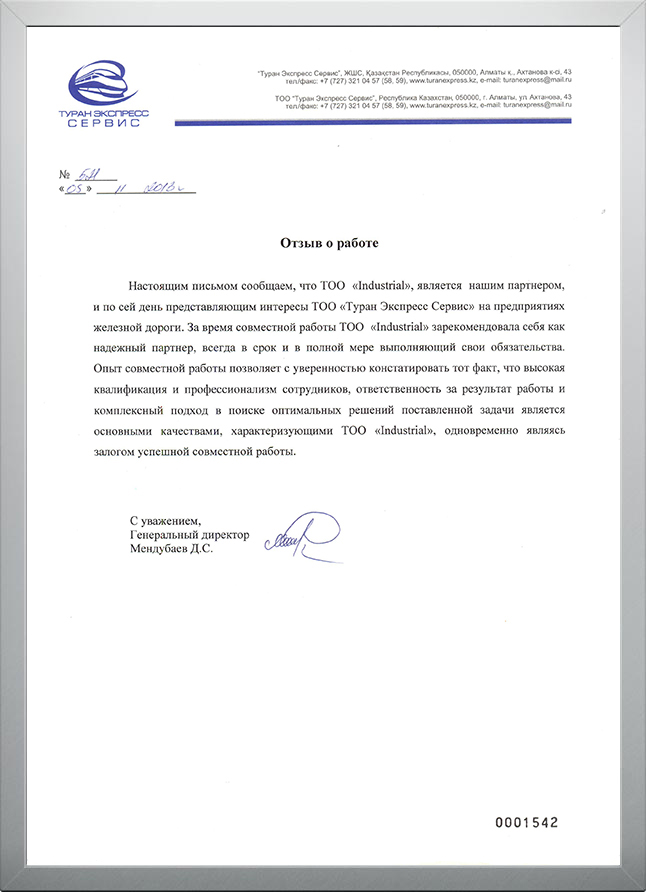 ТУРАН ЭКСПРЕСС
СЕРВИС
"Туран Экспресс Сервис", ЖШС, Қазақстан Республикасы, 050000, Алматы қ., Ахтанова к-сі, 43
тел/факс: +7 (727) 321 04 57 (58, 59), www.turanexpress.kz, e-mail: turanexpress@mail.ru
ТОО "Туран Экспресс Сервис", Республика Казахстан, 050000, г. Алматы, ул. Ахтанова, 43
тел/факс: +7 (727) 321 04 57 (58, 59), www.turanexpress.kz, e-mail: turanexpress@mail.ru
№
«05» 11 2013 г
Отзыв о работе
Настоящим письмом сообщаем, что ТОО «Industrial», является нашим партнером,
и по сей день представляющим интересы ТОО «Туран Экспресс Сервис» на предприятиях
железной дороги. За время совместной работы ТОО «Industrial» зарекомендовала себя как
надежный партнер, всегда в срок и в полной мере выполняющий свои обязательства.
Опыт совместной работы позволяет с уверенностью констатировать тот факт, что высокая
квалификация и профессионализм сотрудников, ответственность за результат работы и
комплексный подход в поиске оптимальных решений поставленной задачи является
основными качествами, характеризующими ТОО «Industrial», одновременно являясь
залогом успешной совместной работы.
С уважением,
Генеральный директор
Мендубаев Д.С.
0001542